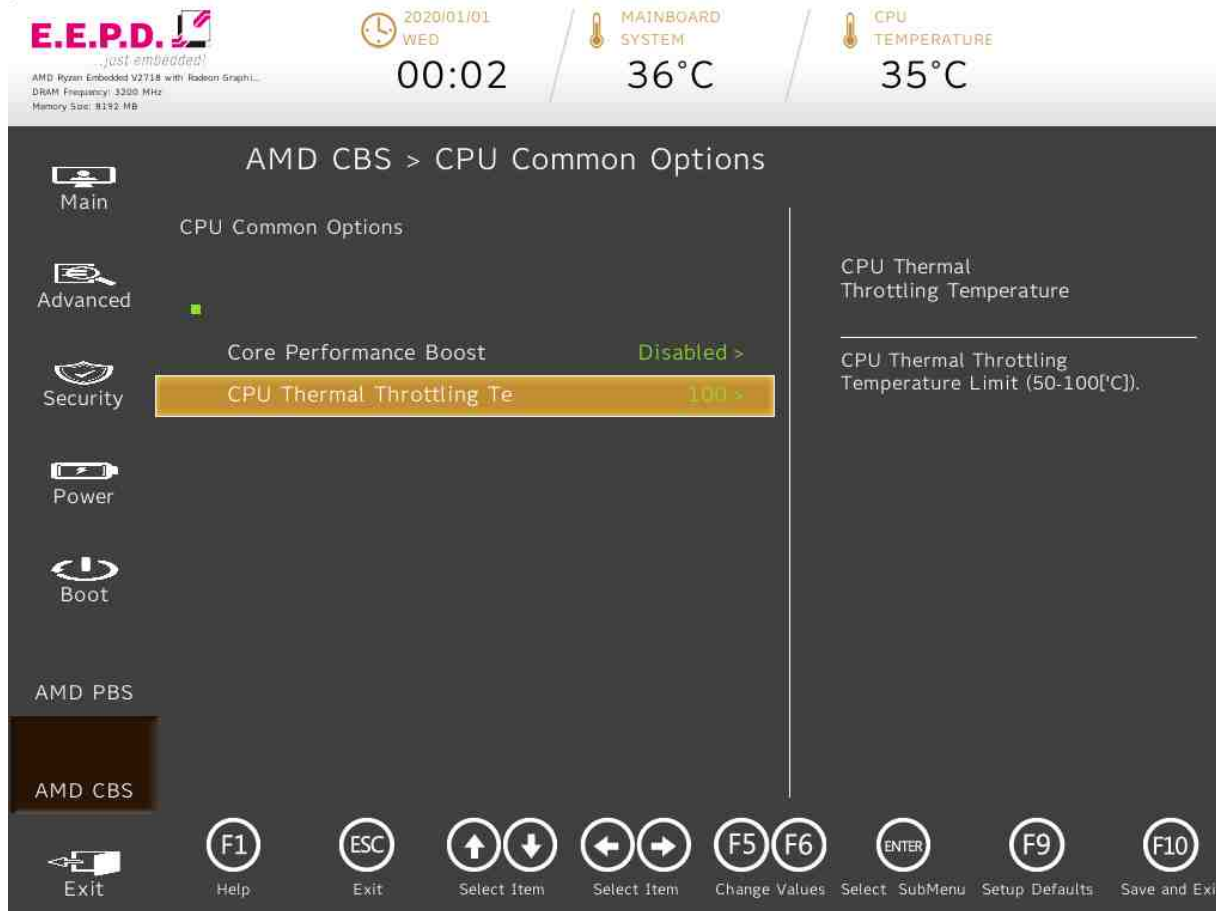 E.E.P.D.
...just embedded!
AMD Ryzen Embedded V2718 with Radeon Graphi...
DRAM Frequency: 3200 MHz
Memory Size: 8192 MB
2020/01/01
WED
00:02
MAINBOARD
SYSTEM
36°C
CPU
TEMPERATURE
35°C
AMD CBS > CPU Common Options
Main
Advanced
Security
Power
Boot
AMD PBS
AMD CBS
Exit
CPU Common Options
Core Performance Boost Disabled >
CPU Thermal Throttling Te 100 >
CPU Thermal
Throttling Temperature
CPU Thermal Throttling
Temperature Limit (50-100['C]).
F1 ESC F5 F6 ENTER F9 F10
Help Exit Select Item Select Item Change Values Select SubMenu Setup Defaults Save and Exi